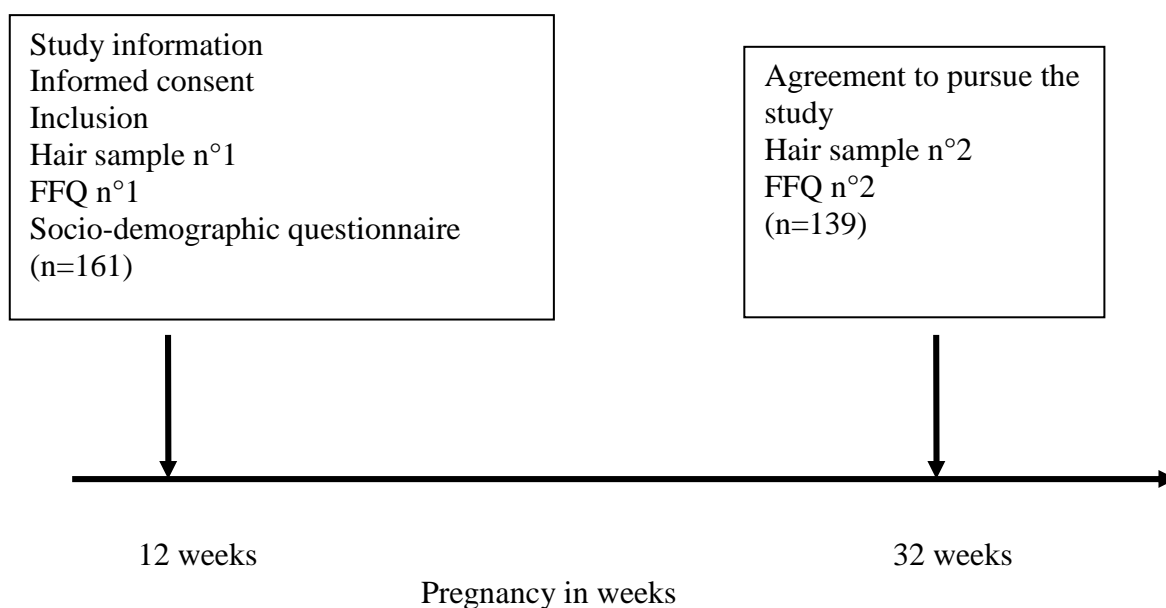 Study information
Informed consent
Inclusion
Hair sample n°1
FFQ n°1
Socio-demographic questionnaire
(n=161)
Agreement to pursue the
study
Hair sample n°2
FFQ n°2
(n=139)
12 weeks
32 weeks
Pregnancy in weeks